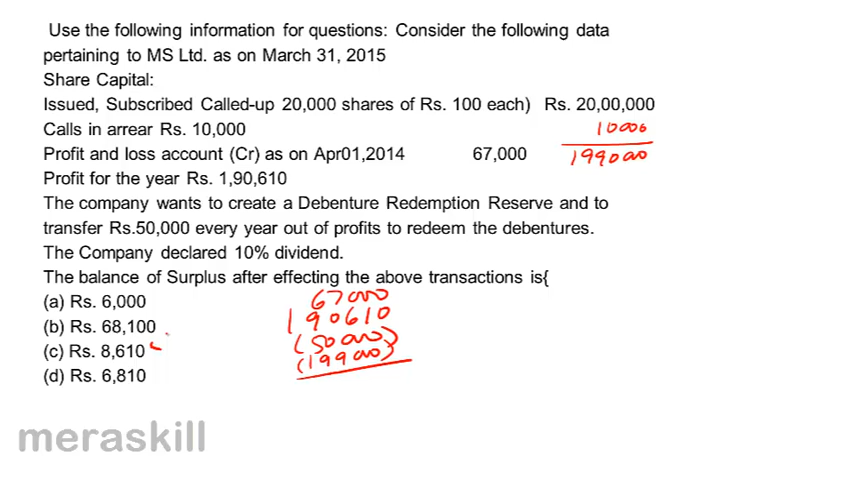 Use the following information for questions: Consider the following data
pertaining to MS Ltd. as on March 31, 2015
Share Capital:
Issued, Subscribed Called-up 20,000 shares of Rs. 100 each) Rs. 20,00,000
Calls in arrear Rs. 10,000 10000
Profit and loss account (Cr) as on Apr01,2014 67,000 1990000
Profit for the year Rs. 1,90,610
The company wants to create a Debenture Redemption Reserve and to
transfer Rs.50,000 every year out of profits to redeem the debentures.
The Company declared 10% dividend.
The balance of Surplus after effecting the above transactions is{
(a) Rs. 6,000 67000
(b) Rs. 68,100 190610
(c) Rs. 8,610 (50000)
(199000)
(d) Rs. 6,810
meraskill